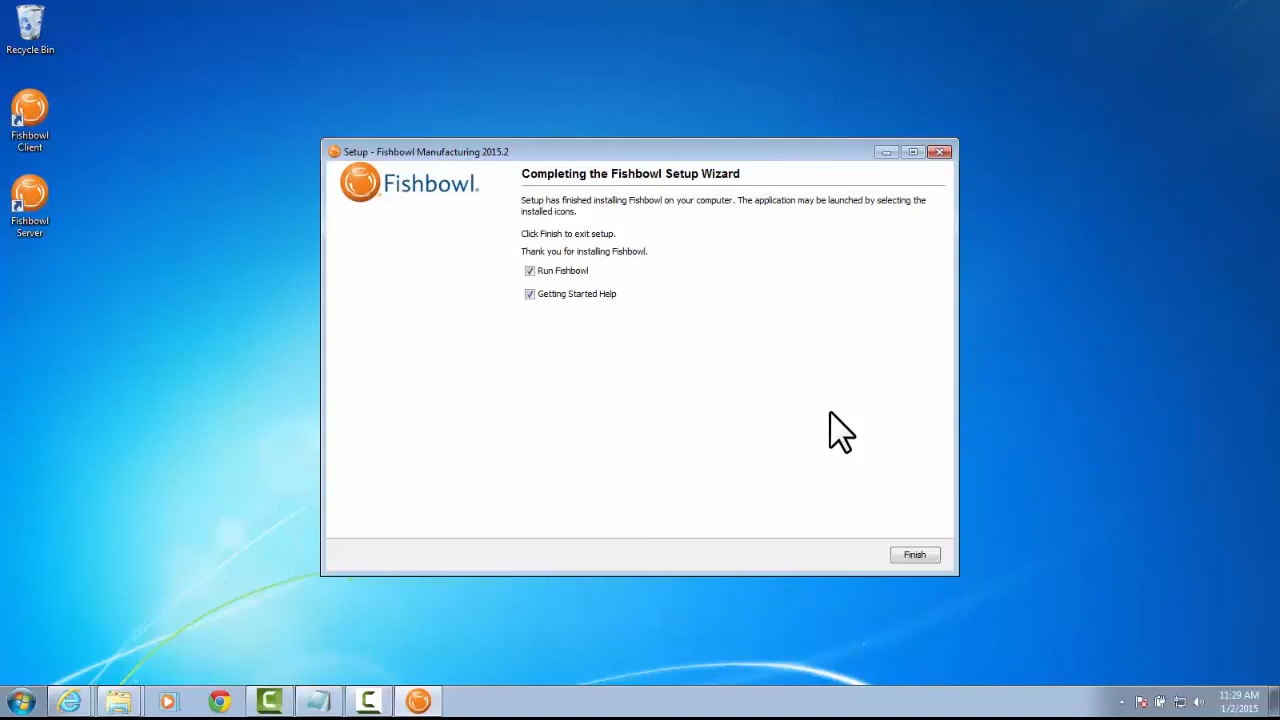 Recycle Bin
Fishbowl
Client
Fishbowl
Server
Setup - Fishbowl Manufacturing 2015.2
Fishbowl.
Completing the Fishbowl Setup Wizard
Setup has finished installing Fishbowl on your computer. The application may be launched by selecting the
installed icons.
Click Finish to exit setup.
Thank you for installing Fishbowl.
Run Fishbowl
Getting Started Help
Finish
11:29 AM
1/2/2015